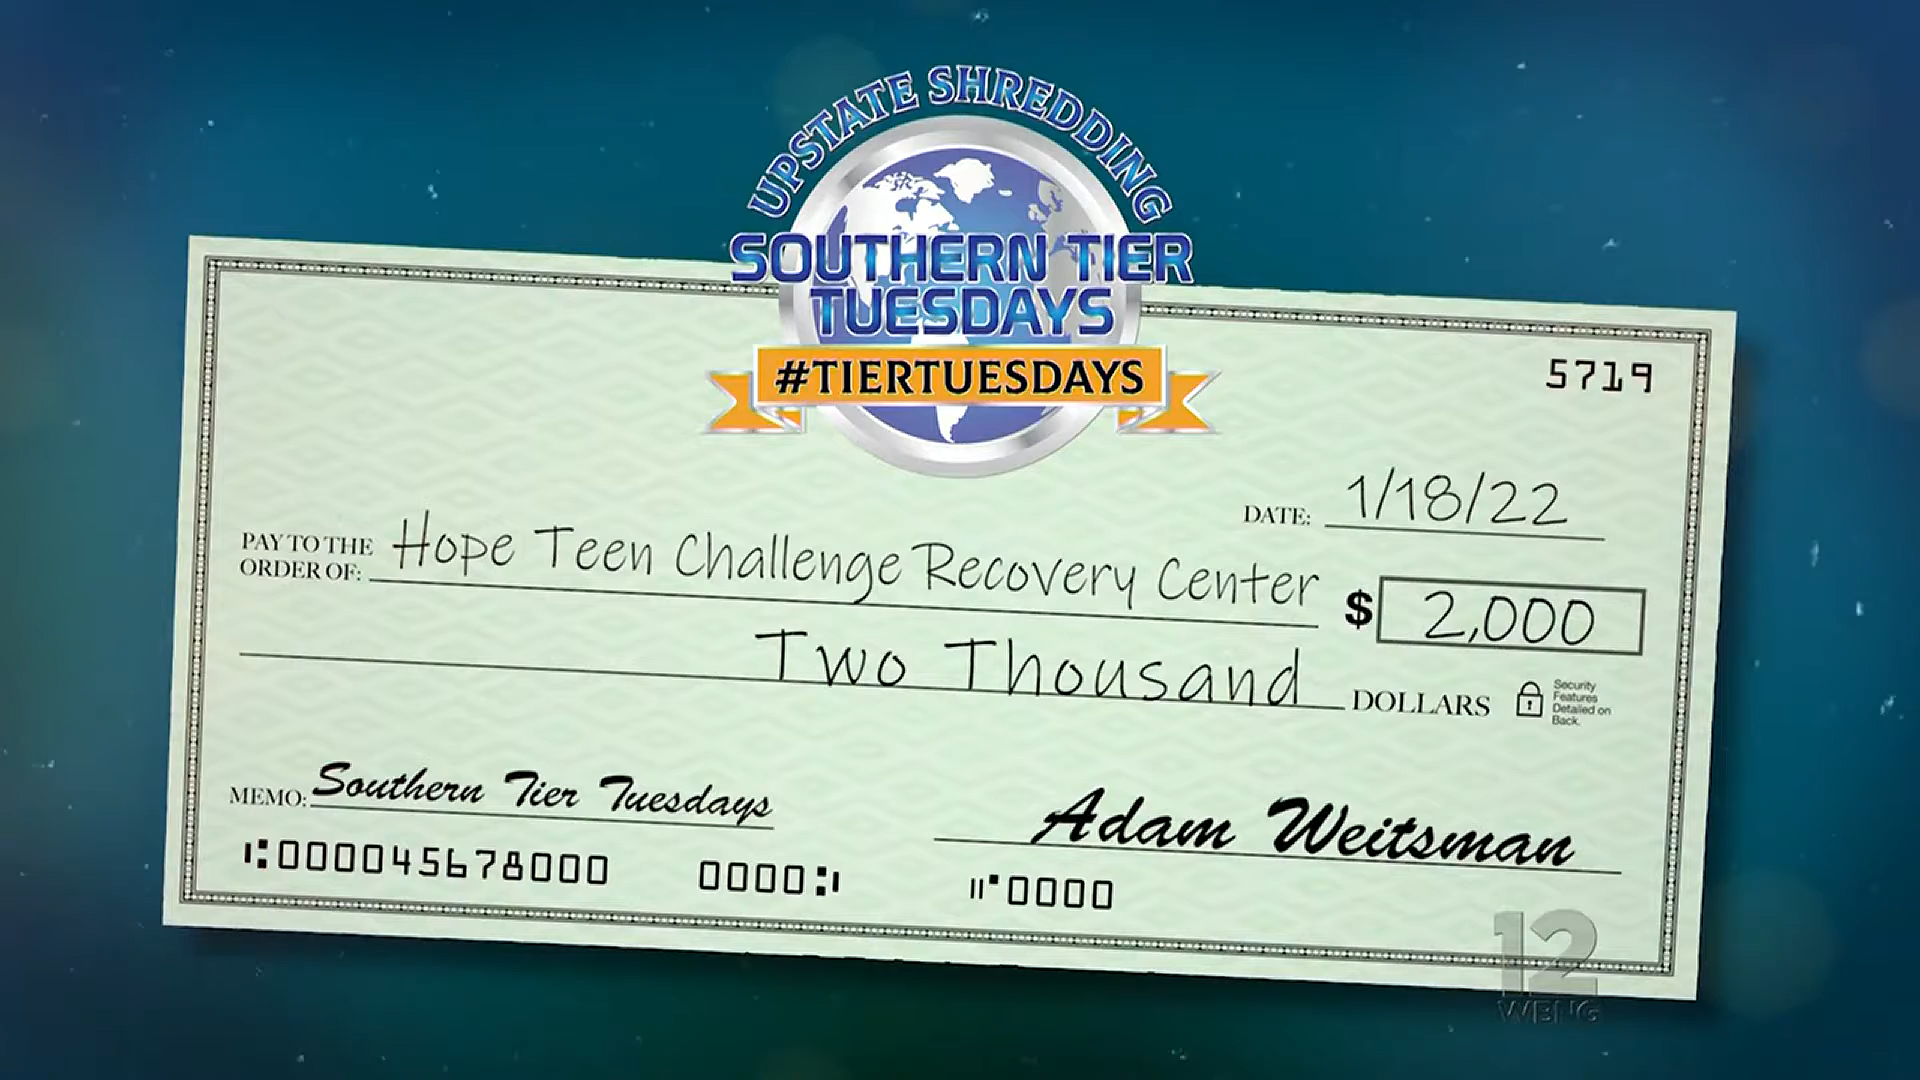 UPSTATE SHREDDING
SOUTHERN TIER
TUESDAYS
#TIERTUESDAYS
5719
DATE: 1/18/22
PAY TO THE
ORDER OF: Hope Teen Challenge Recovery Center $ 2,000
Two Thousand DOLLARS
Security
Features
Detailed on
Back.
MEMO: Southern Tier Tuesdays
Adam Weitsman
⑆000045678000 0000⑆ ⑈0000
12
WBNG